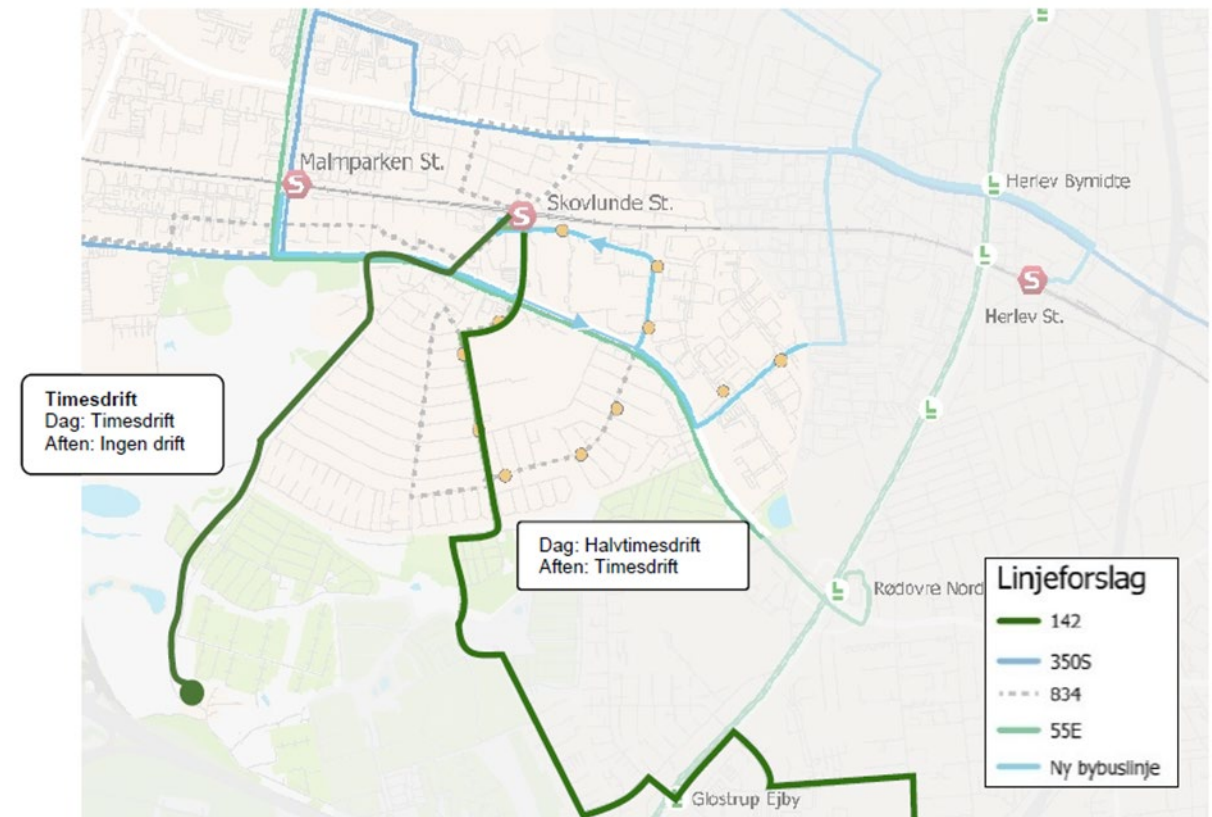 Malmparken St.
S
Skovlunde St.
S
Herlev Bymidte
L
L
S
Herlev St.
L
L
Timesdrift
Dag: Timesdrift
Aften: Ingen drift
L
Dag: Halvtimesdrift
Aften: Timesdrift
L
Rødovre Nord
L
Glostrup Ejby
Linjeforslag
142
350S
834
55E
Ny bybuslinje